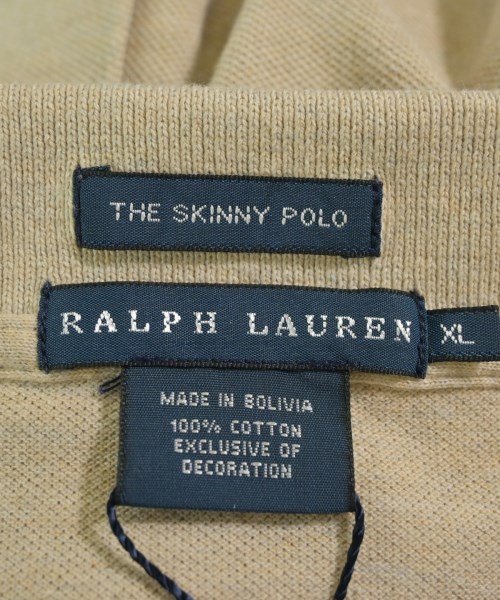 THE SKINNY POLO
RALPH LAUREN
XL
MADE IN BOLIVIA
100% COTTON
EXCLUSIVE OF
DECORATION